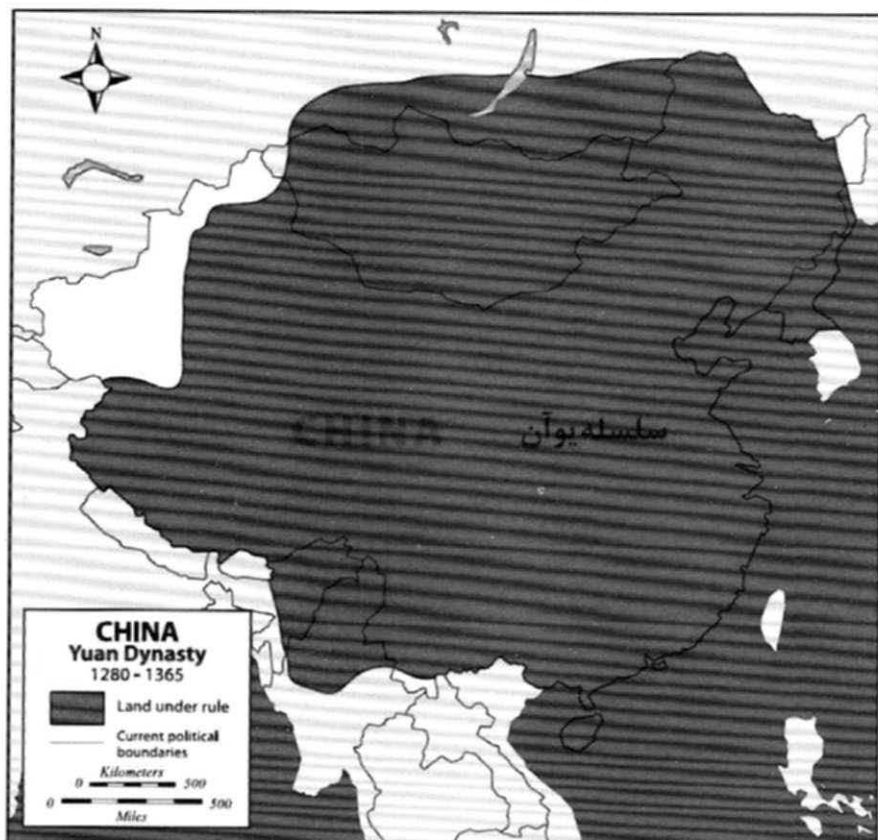 N
CHINA
سلسله یوآن
CHINA
Yuan Dynasty
1280 - 1365
Land under rule
Current political
boundaries
Kilometers
0 500
0 500
Miles